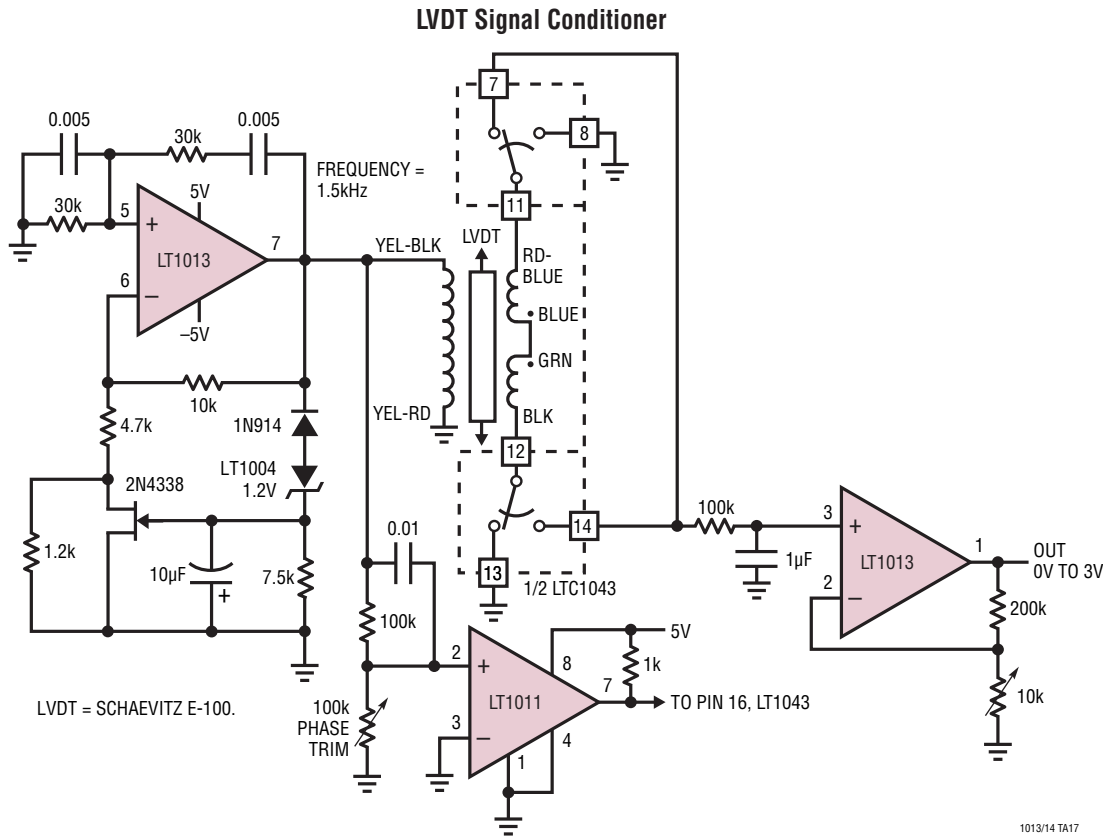 LVDT Signal Conditioner
0.005
30k
0.005
30k
5
+
5V
LT1013
7
6
–
–5V
FREQUENCY =
1.5kHz
10k
4.7k
1N914
LT1004
1.2V
2N4338
1.2k
10µF
+
7.5k
LVDT = SCHAEVITZ E-100.
YEL-BLK
YEL-RD
LVDT
7
8
11
RD-
BLUE
BLUE
GRN
BLK
12
14
13
1/2 LTC1043
0.01
100k
100k
PHASE
TRIM
2
+
3
–
LT1011
8
5V
1k
7
TO PIN 16, LT1043
4
1
100k
1µF
3
+
2
–
LT1013
1
OUT
0V TO 3V
200k
10k
1013/14 TA17